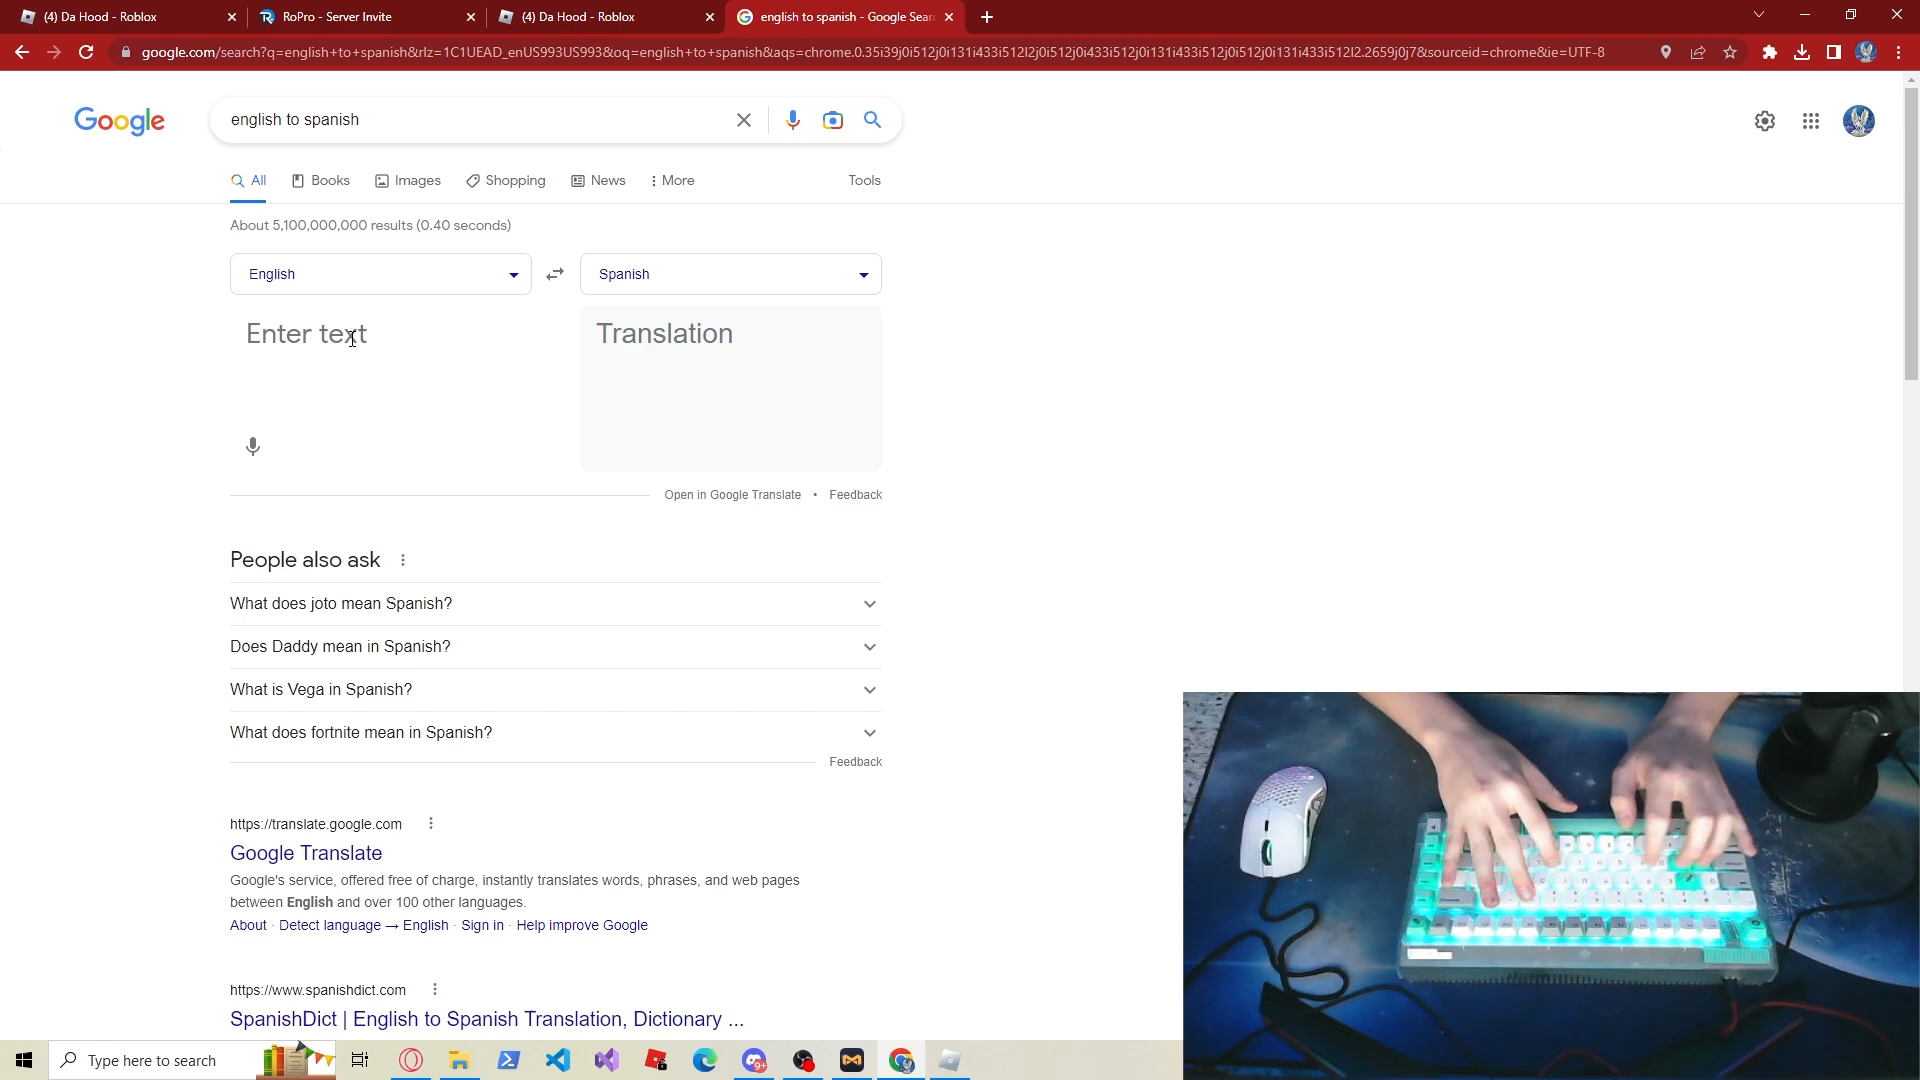 (4) Da Hood - Roblox
RoPro - Server Invite
(4) Da Hood - Roblox
english to spanish - Google Sear
google.com/search?q=english+to+spanish&rlz=1C1UEAD_enUS993US993&oq=english+to+spanish&aqs=chrome.0.35i39j0i512j0i131i433i512l2j0i512j0i433i512j0i131i433i512j0i512j0i131i433i512l2.2659j0j7&sourceid=chrome&ie=UTF-8
Google
english to spanish
All
Books
Images
Shopping
News
More
Tools
About 5,100,000,000 results (0.40 seconds)
English
Spanish
Enter text
Translation
Open in Google Translate • Feedback
People also ask
What does joto mean Spanish?
Does Daddy mean in Spanish?
What is Vega in Spanish?
What does fortnite mean in Spanish?
Feedback
https://translate.google.com
Google Translate
Google's service, offered free of charge, instantly translates words, phrases, and web pages
between English and over 100 other languages.
About · Detect language → English · Sign in · Help improve Google
https://www.spanishdict.com
SpanishDict | English to Spanish Translation, Dictionary ...
Type here to search
9+